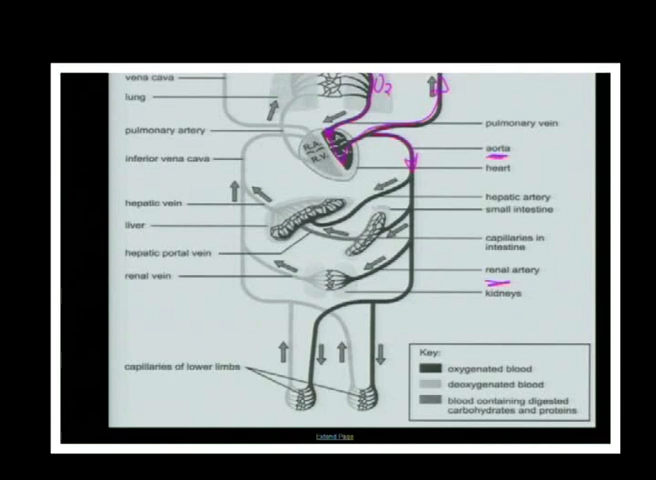 vena cava
lung
O2
pulmonary artery
pulmonary vein
R.A.
R.V.
aorta
inferior vena cava
heart
hepatic artery
hepatic vein
small intestine
liver
capillaries in
intestine
hepatic portal vein
renal vein
renal artery
kidneys
capillaries of lower limbs
Key:
oxygenated blood
deoxygenated blood
blood containing digested
carbohydrates and proteins
Extend Page